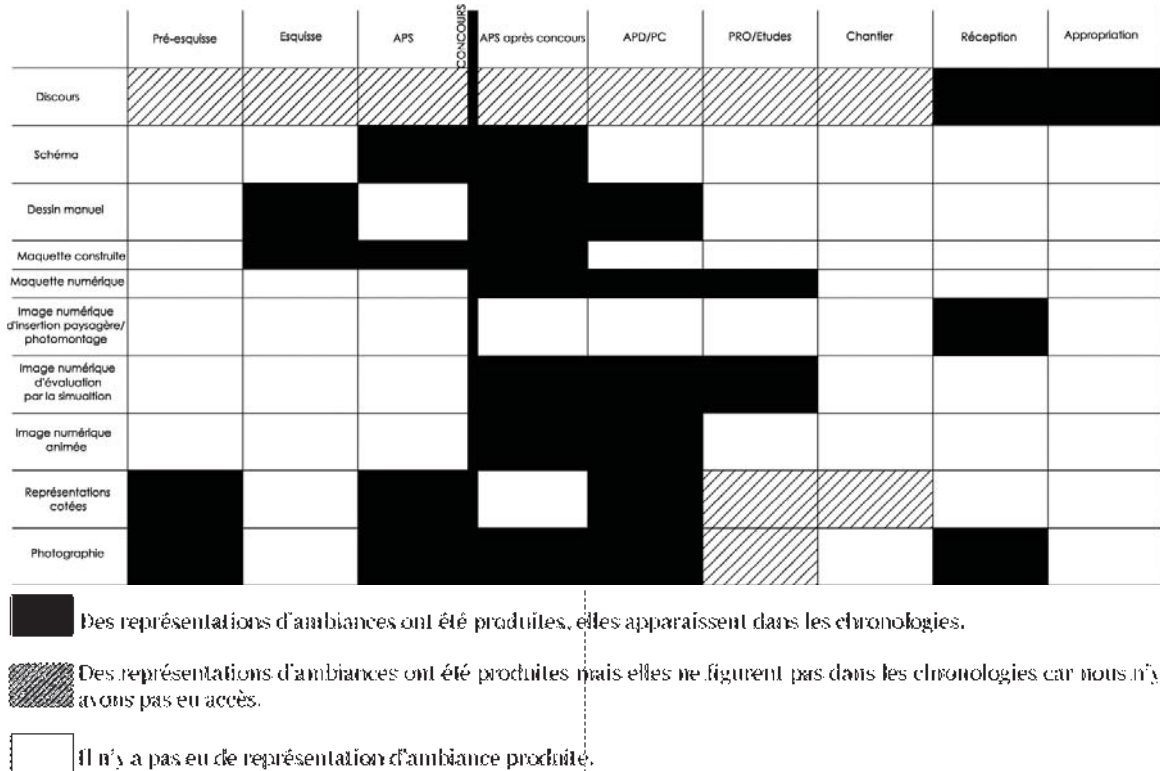 Pré-esquisse Esquisse APS CONCOURS APS après concours APD/PC PRO/Etudes Chantier Réception Appropriation
Discours
Schéma
Dessin manuel
Maquette construite
Maquette numérique
Image numérique
d'insertion paysagère/
photomontage
Image numérique
d'évaluation
par la simualtion
Image numérique
animée
Représentations
cotées
Photographie
Des représentations d'ambiances ont été produites, elles apparaissent dans les chronologies.
Des représentations d'ambiances ont été produites mais elles ne figurent pas dans les chronologies car nous n'y
avons pas eu accès.
Il n'y a pas eu de représentation d'ambiance produite.